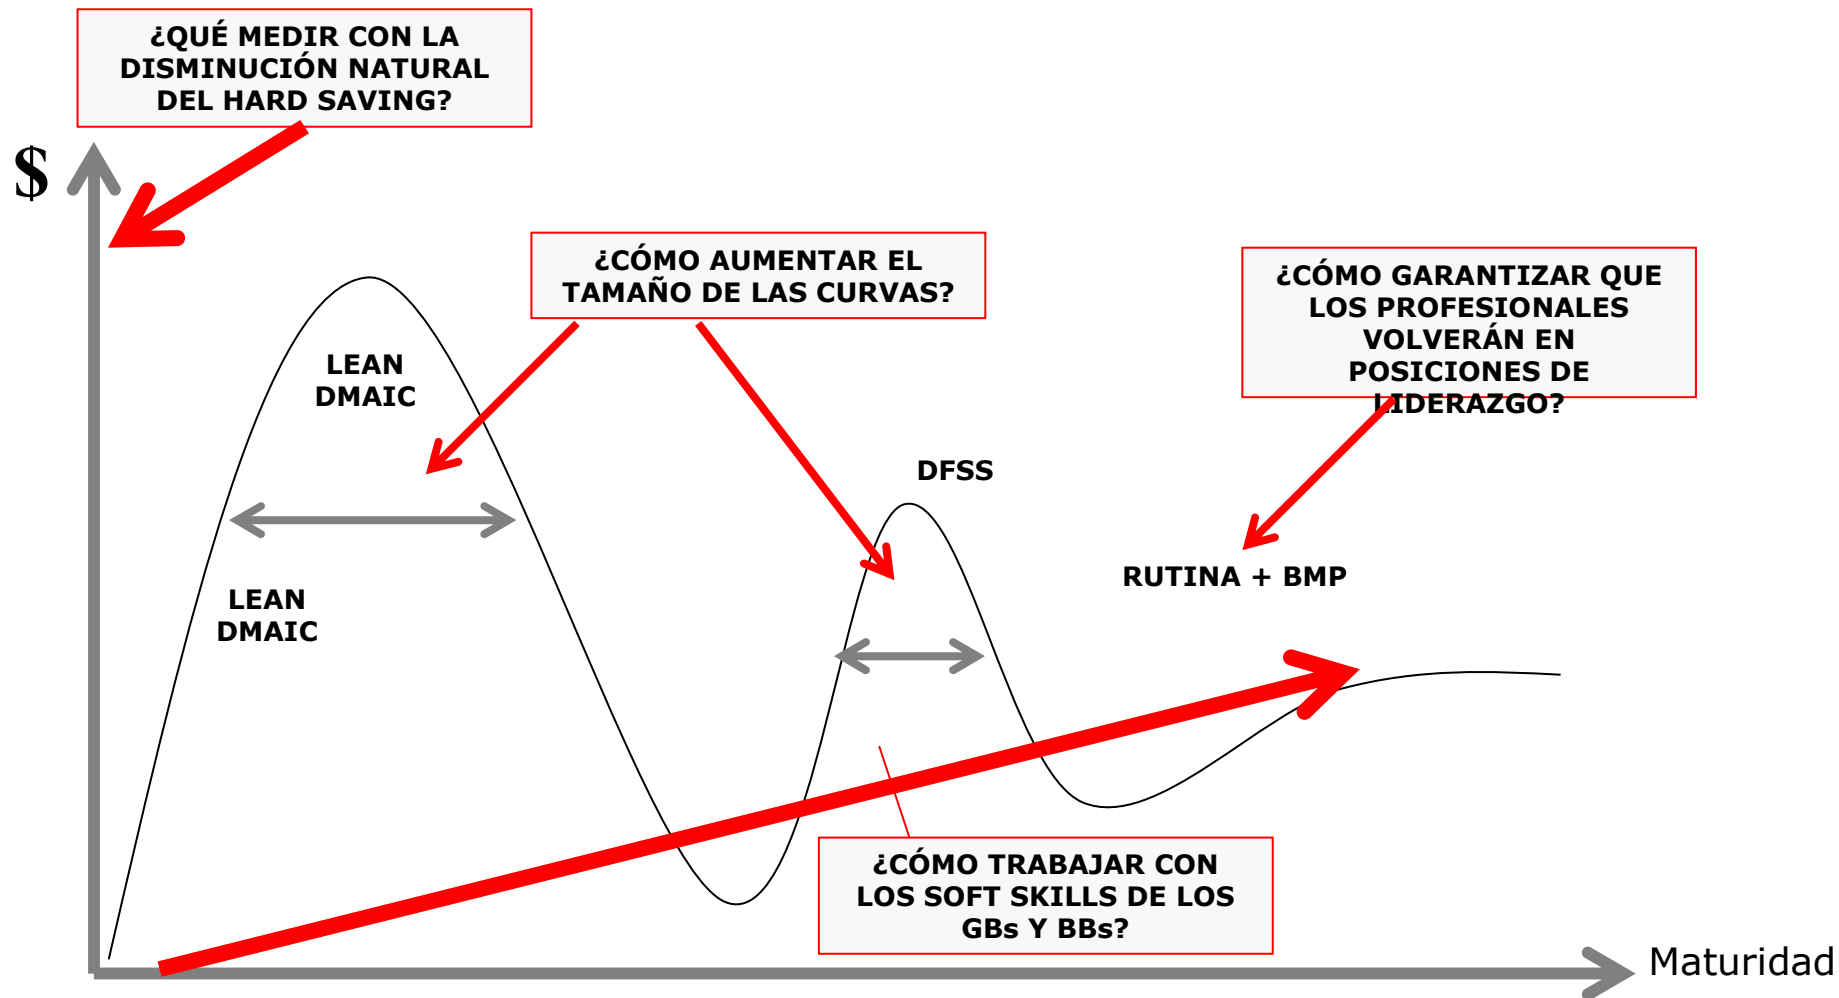 ¿QUÉ MEDIR CON LA
DISMINUCIÓN NATURAL
DEL HARD SAVING?
$
¿CÓMO AUMENTAR EL
TAMAÑO DE LAS CURVAS?
¿CÓMO GARANTIZAR QUE
LOS PROFESIONALES
VOLVERÁN EN
POSICIONES DE
LIDERAZGO?
LEAN
DMAIC
DFSS
RUTINA + BMP
LEAN
DMAIC
¿CÓMO TRABAJAR CON
LOS SOFT SKILLS DE LOS
GBs Y BBs?
Maturidad